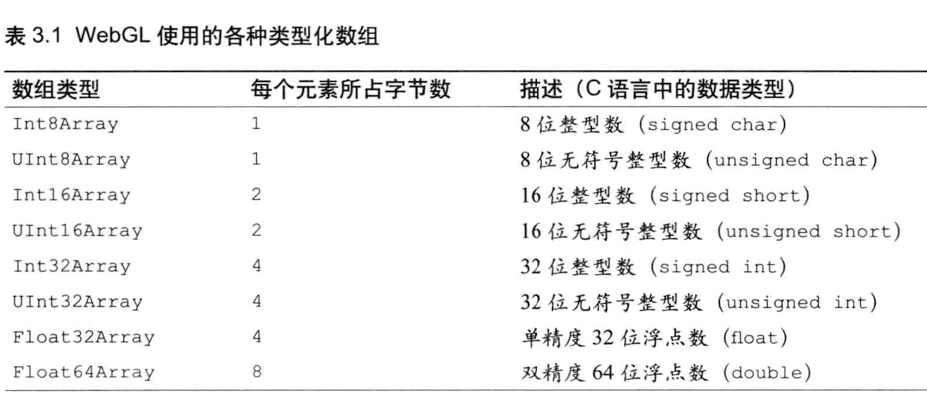 表 3.1 WebGL 使用的各种类型化数组
数组类型 每个元素所占字节数 描述（C 语言中的数据类型）
Int8Array 1 8 位整型数（signed char）
UInt8Array 1 8 位无符号整型数（unsigned char）
Int16Array 2 16 位整型数（signed short）
UInt16Array 2 16 位无符号整型数（unsigned short）
Int32Array 4 32 位整型数（signed int）
UInt32Array 4 32 位无符号整型数（unsigned int）
Float32Array 4 单精度 32 位浮点数（float）
Float64Array 8 双精度 64 位浮点数（double）